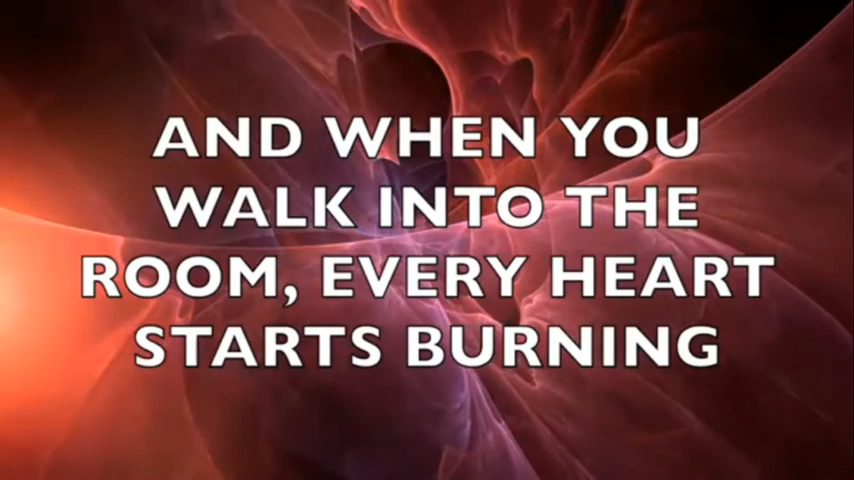 AND WHEN YOU
WALK INTO THE
ROOM, EVERY HEART
STARTS BURNING